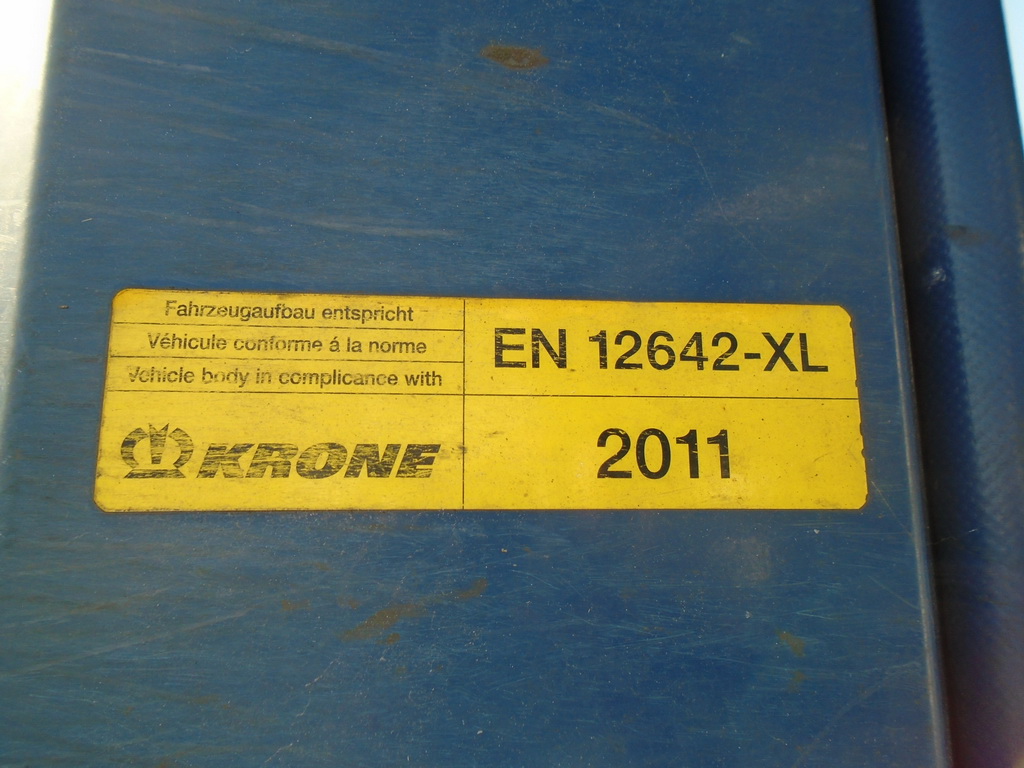 Fahrzeugaufbau entspricht
Véhicule conforme á la norme
Vehicle body in complicance with
EN 12642-XL
KRONE
2011